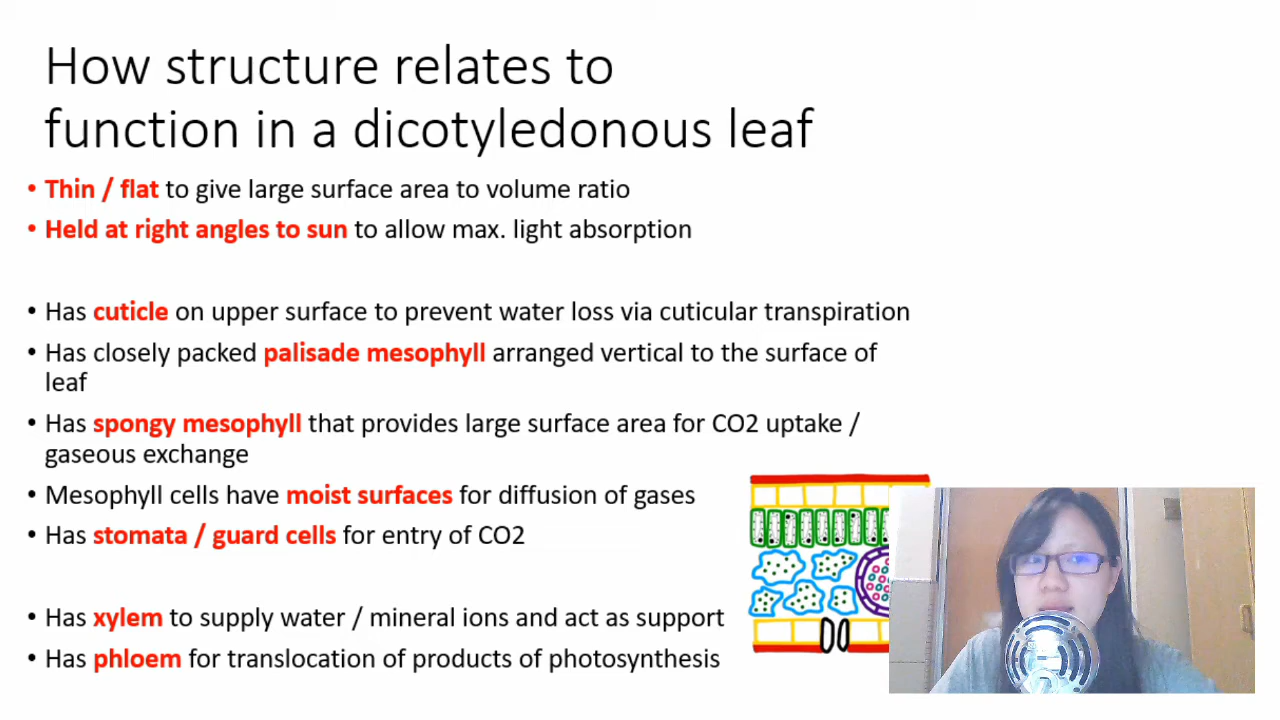 How structure relates to
function in a dicotyledonous leaf
• Thin / flat to give large surface area to volume ratio
• Held at right angles to sun to allow max. light absorption
• Has cuticle on upper surface to prevent water loss via cuticular transpiration
• Has closely packed palisade mesophyll arranged vertical to the surface of
leaf
• Has spongy mesophyll that provides large surface area for CO2 uptake /
gaseous exchange
• Mesophyll cells have moist surfaces for diffusion of gases
• Has stomata / guard cells for entry of CO2
• Has xylem to supply water / mineral ions and act as support
• Has phloem for translocation of products of photosynthesis